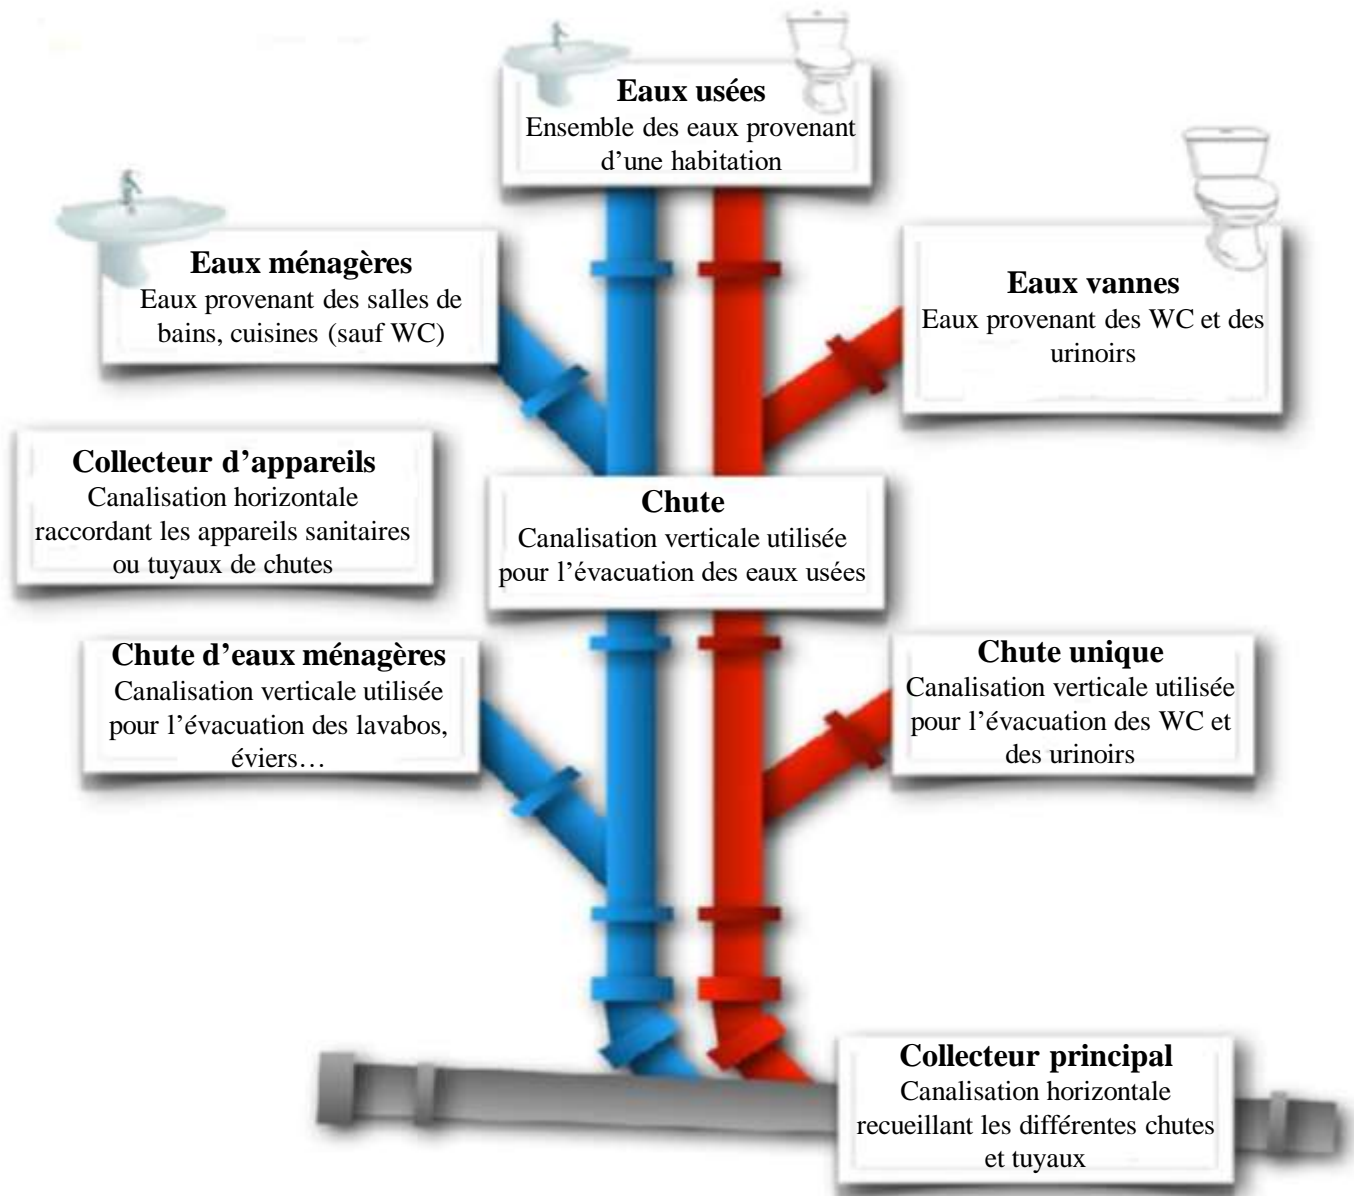 Eaux usées
Ensemble des eaux provenant
d’une habitation
Eaux ménagères
Eaux provenant des salles de
bains, cuisines (sauf WC)
Eaux vannes
Eaux provenant des WC et des
urinoirs
Collecteur d’appareils
Canalisation horizontale
raccordant les appareils sanitaires
ou tuyaux de chutes
Chute
Canalisation verticale utilisée
pour l’évacuation des eaux usées
Chute d’eaux ménagères
Canalisation verticale utilisée
pour l’évacuation des lavabos,
éviers…
Chute unique
Canalisation verticale utilisée
pour l’évacuation des WC et
des urinoirs
Collecteur principal
Canalisation horizontale
recueillant les différentes chutes
et tuyaux